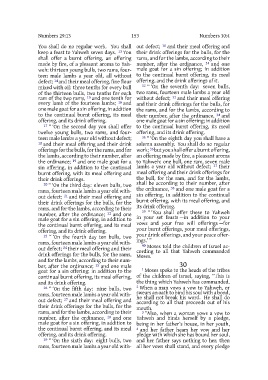 Numbers 29:13
153
Numbers 30:4
You shall do no regular work. You shall
keep a feast to Yahweh seven days. 13 You
shall offer a burnt offering, an offering
made by fire, of a pleasant aroma to Yah-
weh: thirteen young bulls, two rams, four-
teen male lambs a year old, all without
defect; 14 and their meal offering, fine flour
mixed with oil: three tenths for every bull
of the thirteen bulls, two tenths for each
ram of the two rams, 15 and one tenth for
every lamb of the fourteen lambs; 16 and
one male goat for a sin offering, in addition
to the continual burnt offering, its meal
offering, and its drink offering.
17 “‘On the second day you shall offer
twelve young bulls, two rams, and four-
teen male lambs a year old without defect;
18 and their meal offering and their drink
offerings for the bulls, for the rams, and for
the lambs, according to their number, after
the ordinance; 19 and one male goat for a
sin offering, in addition to the continual
burnt offering, with its meal offering and
their drink offerings.
20 “‘On the third day: eleven bulls, two
rams, fourteen male lambs a year old with-
out defect; 21 and their meal offering and
their drink offerings for the bulls, for the
rams, and for the lambs, according to their
number, after the ordinance; 22 and one
male goat for a sin offering, in addition to
the continual burnt offering, and its meal
offering, and its drink offering.
23 “‘On the fourth day ten bulls, two
rams, fourteen male lambs a year old with-
out defect; 24 their meal offering and their
drink offerings for the bulls, for the rams,
and for the lambs, according to their num-
ber, after the ordinance; 25 and one male
goat for a sin offering; in addition to the
continual burnt offering, its meal offering,
and its drink offering.
26 “‘On the fifth day: nine bulls, two
rams, fourteen male lambs a year old with-
out defect; 27 and their meal offering and
their drink offerings for the bulls, for the
rams, and for the lambs, according to their
number, after the ordinance, 28 and one
male goat for a sin offering, in addition to
the continual burnt offering, and its meal
offering, and its drink offering.
29 “‘On the sixth day: eight bulls, two
rams, fourteen male lambs a year old with-
out defect, 30 and their meal offering and
their drink offerings for the bulls, for the
rams, and for the lambs, according to their
number, after the ordinance, 31 and one
male goat for a sin offering; in addition
to the continual burnt offering, its meal
offering, and the drink offerings of it.
32 “‘On the seventh day: seven bulls,
two rams, fourteen male lambs a year old
without defect; 33 and their meal offering
and their drink offerings for the bulls, for
the rams, and for the lambs, according to
their number, after the ordinance, 34 and
one male goat for a sin offering; in addition
to the continual burnt offering, its meal
offering, and its drink offering.
35 “‘On the eighth day you shall have a
solemn assembly. You shall do no regular
work; 36 but you shall offer a burnt offering,
an offering made by fire, a pleasant aroma
to Yahweh: one bull, one ram, seven male
lambs a year old without defect; 37 their
meal offering and their drink offerings for
the bull, for the ram, and for the lambs,
shall be according to their number, after
the ordinance, 38 and one male goat for a
sin offering, in addition to the continual
burnt offering, with its meal offering, and
its drink offering.
39 “‘You shall offer these to Yahweh
in your set feasts—in addition to your
vows and your free will offerings—for
your burnt offerings, your meal offerings,
your drink offerings, and your peace offer-
ings.’”
40 Moses told the children of Israel ac-
cording to all that Yahweh commanded
Moses.
30
1 Moses spoke to the heads of the tribes
of the children of Israel, saying, “This is
the thing which Yahweh has commanded.
2 When a man vows a vow to Yahweh, or
swears an oath to bind his soul with a bond,
he shall not break his word. He shall do
according to all that proceeds out of his
mouth.
3 “Also, when a woman vows a vow to
Yahweh and binds herself by a pledge,
being in her father’s house, in her youth,
4 and her father hears her vow and her
pledge with which she has bound her soul,
and her father says nothing to her, then
all her vows shall stand, and every pledge